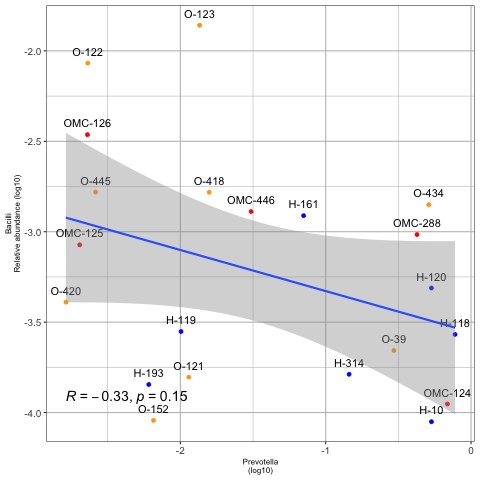 O-123
-2.0
O-122
OMC-126
-2.5
O-445
O-418
OMC-446
H-161
O-434
OMC-288
-3.0
OMC-125
H-120
O-420
H-119
H-118
-3.5
O-39
O-121
H-314
H-193
R = −0.33, p = 0.15
OMC-124
O-152
H-10
-4.0
Bacilli
Relative abundance (log10)
-2
-1
0
Prevotella
(log10)